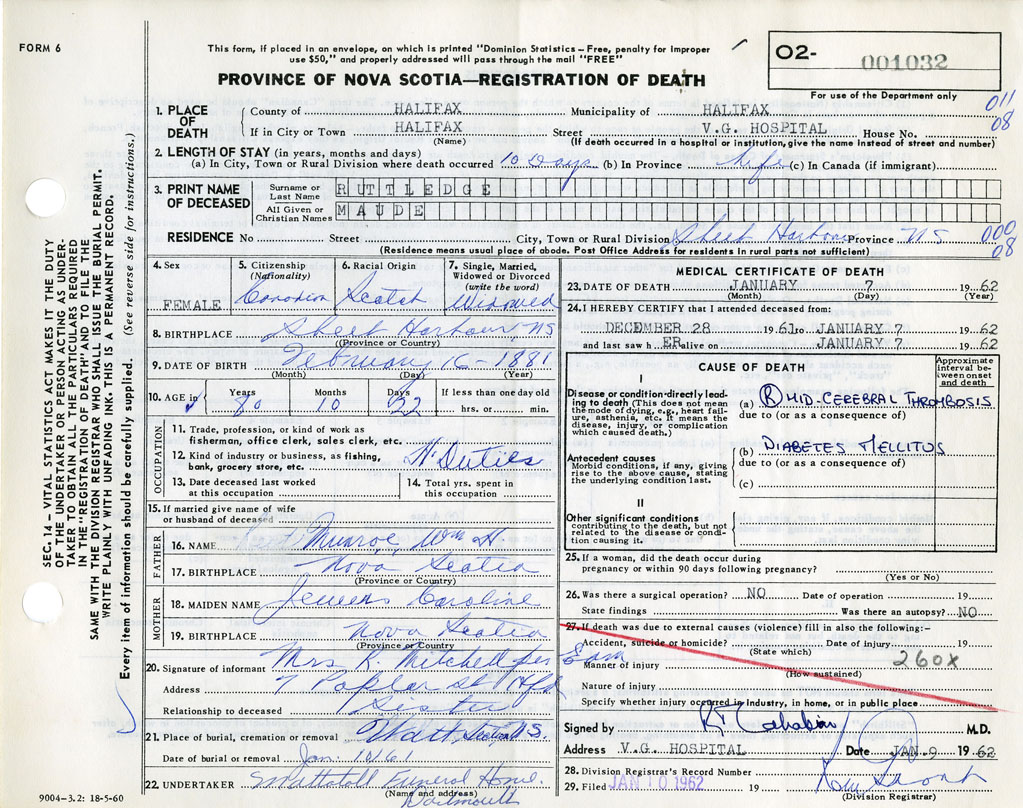 FORM 6
This form, if placed in an envelope, on which is printed "Dominion Statistics – Free, penalty for improper
use $50," and properly addressed will pass through the mail "FREE"
PROVINCE OF NOVA SCOTIA—REGISTRATION OF DEATH
O2- 001032
For use of the Department only
011
08
1. PLACE OF DEATH
County of HALIFAX Municipality of HALIFAX
If in City or Town HALIFAX Street V.G. HOSPITAL House No.
(Name) (If death occurred in a hospital or institution, give the name instead of street and number)
2. LENGTH OF STAY (in years, months and days)
(a) In City, Town or Rural Division where death occurred 10 Days (b) In Province Life (c) In Canada (if immigrant)
3. PRINT NAME OF DECEASED
Surname or Last Name RUTTLEDGE
All Given or Christian Names MAUDE
RESIDENCE No. Street City, Town or Rural Division Sheet Harbour Province NS 000
08
(Residence means usual place of abode. Post Office Address for residents in rural parts not sufficient)
4. Sex FEMALE
5. Citizenship (Nationality) Canadian
6. Racial Origin Scotch
7. Single, Married, Widowed or Divorced (write the word) Widowed
8. BIRTHPLACE Sheet Harbour, NS
(Province or Country)
9. DATE OF BIRTH February 16 - 1881
(Month) (Day) (Year)
10. AGE in Years 80 Months 10 Days 22 If less than one day old hrs. or min.
OCCUPATION
11. Trade, profession, or kind of work as
fisherman, office clerk, sales clerk, etc.
12. Kind of industry or business, as fishing,
bank, grocery store, etc. H. Duties
13. Date deceased last worked at this occupation
14. Total yrs. spent in this occupation
15. If married give name of wife
or husband of deceased
FATHER
16. NAME Munroe, Wm H.
17. BIRTHPLACE Nova Scotia
(Province or Country)
MOTHER
18. MAIDEN NAME Caroline
19. BIRTHPLACE Nova Scotia
(Province or Country)
20. Signature of informant Mrs R. Mitchell per Eam
Address 7 Poplar St Hfx
Relationship to deceased Sister
21. Place of burial, cremation or removal N.S.
Date of burial or removal Jan. 10/61
22. UNDERTAKER Mattatall Funeral Home
(Name and address)
Dartmouth
9004–3.2: 18-5-60
MEDICAL CERTIFICATE OF DEATH
23. DATE OF DEATH JANUARY 7 1962
(Month) (Day) (Year)
24. I HEREBY CERTIFY that I attended deceased from:
DECEMBER 28 1961 to JANUARY 7 1962
and last saw h ER alive on JANUARY 7 1962
CAUSE OF DEATH
Approximate interval between onset and death
I
Disease or condition directly leading to death (This does not mean the mode of dying, e.g., heart failure, asthenia, etc. It means the disease, injury, or complication which caused death.)
(a) R MID. CEREBRAL THROMBOSIS
due to (or as a consequence of)
Antecedent causes
Morbid conditions, if any, giving rise to the above cause, stating the underlying condition last.
(b) DIABETES MELLITUS
due to (or as a consequence of)
(c)
II
Other significant conditions
contributing to the death, but not related to the disease or condition causing it.
25. If a woman, did the death occur during
pregnancy or within 90 days following pregnancy?
(Yes or No)
26. Was there a surgical operation? NO Date of operation 19
State findings Was there an autopsy? NO
27. If death was due to external causes (violence) fill in also the following:–
Accident, suicide or homicide? Date of injury 19
(State which)
260X
Manner of injury
(How sustained)
Nature of injury
Specify whether injury occurred in Industry, in home, or in public place
Signed by M.D.
Address V.G. HOSPITAL Date JAN 9 1962
28. Division Registrar's Record Number
29. Filed JAN 10 1962 19
(Division Registrar)
SEC. 14 – VITAL STATISTICS ACT MAKES IT THE DUTY
OF THE UNDERTAKER OR PERSON ACTING AS UNDER-
TAKER TO OBTAIN ALL THE PARTICULARS REQUIRED
IN THE "REGISTRATION OF DEATH" AND TO FILE THE
SAME WITH THE DIVISION REGISTRAR WHO SHALL ISSUE THE BURIAL PERMIT.
WRITE PLAINLY WITH UNFADING INK. THIS IS A PERMANENT RECORD.
Every item of information should be carefully supplied. (See reverse side for instructions.)